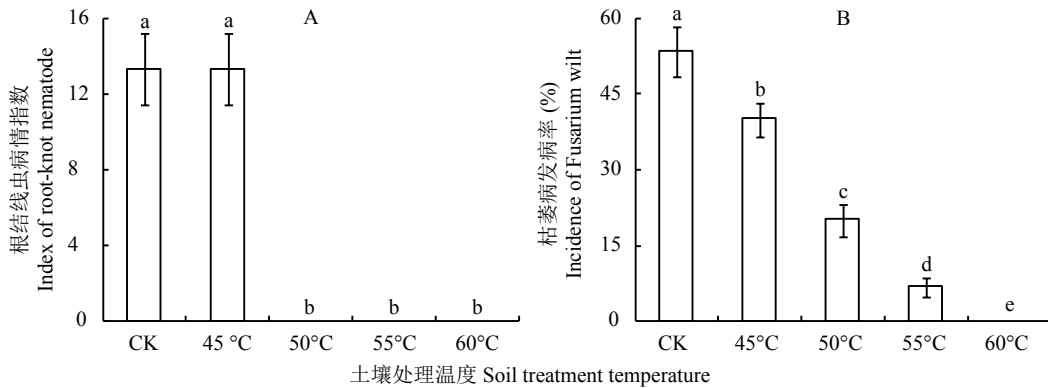 根结线虫病情指数
Index of root-knot nematode
16
12
8
4
0
A
a
a
b
b
b
CK
45 °C
50°C
55°C
60°C
枯萎病发病率 (%)
Incidence of Fusarium wilt
60
45
30
15
0
B
a
b
c
d
e
CK
45°C
50°C
55°C
60°C
土壤处理温度 Soil treatment temperature